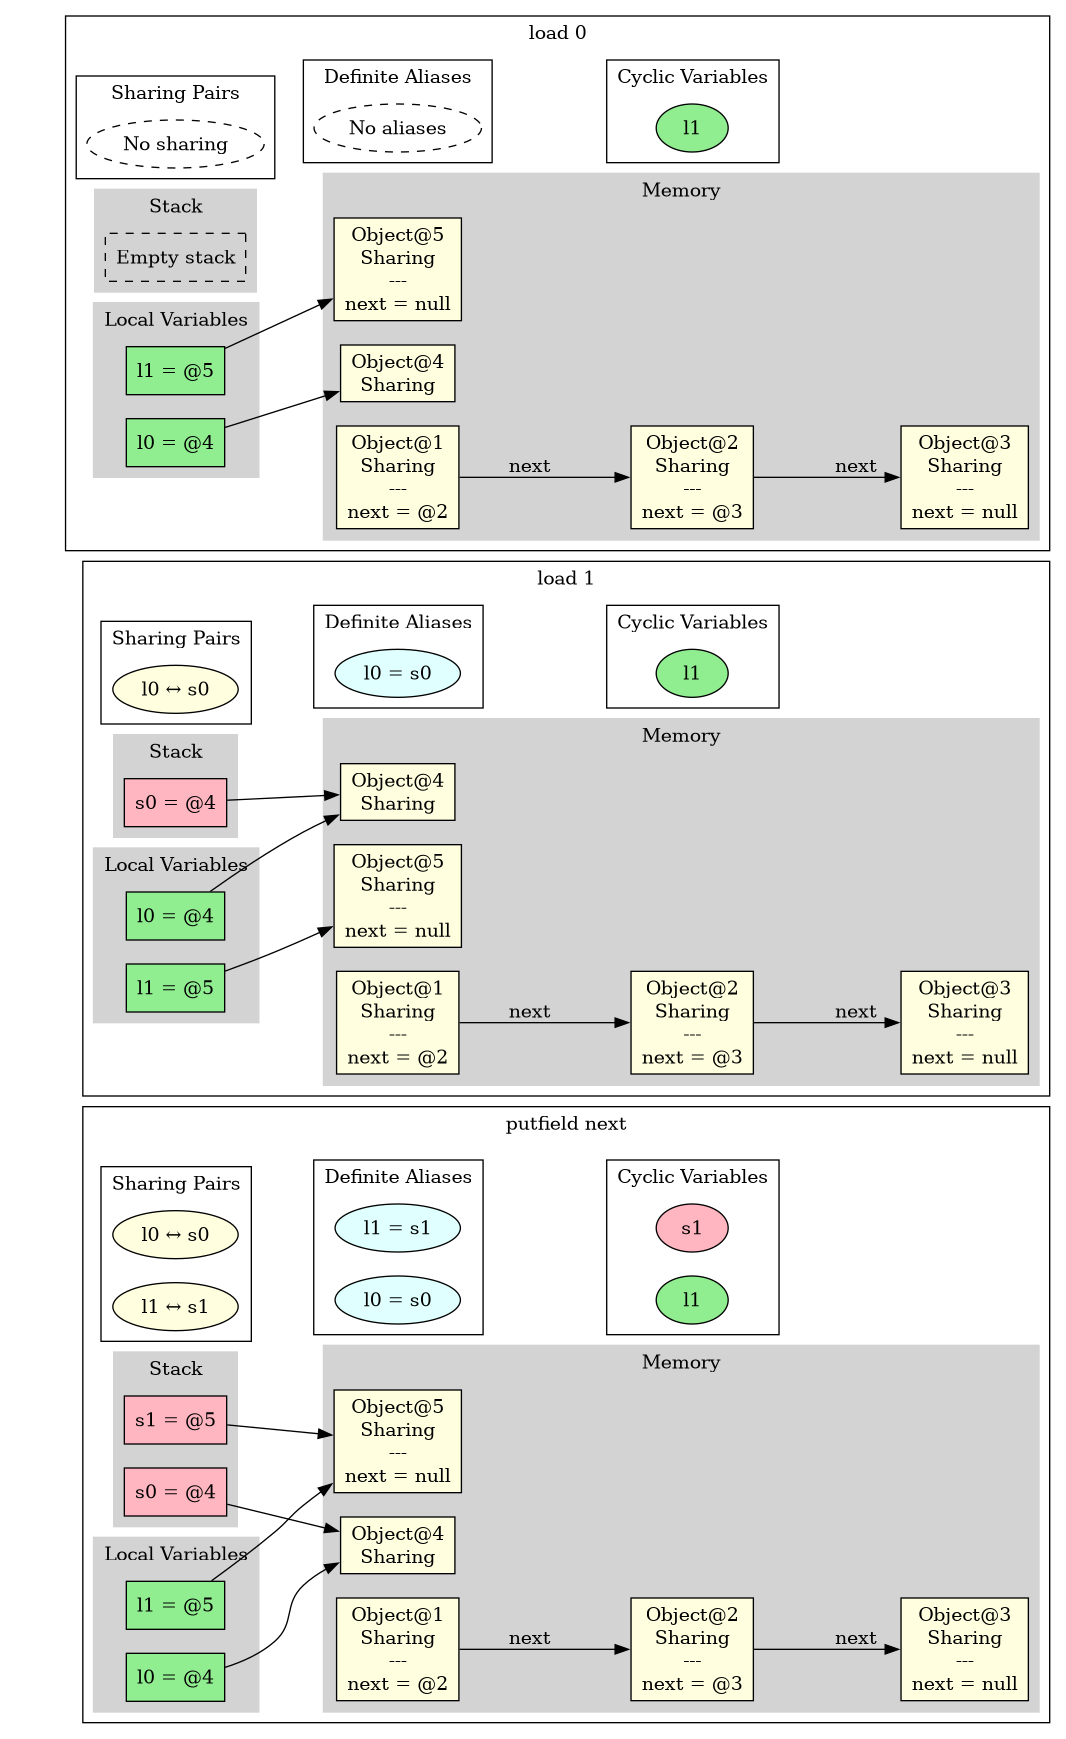 load 0
Sharing Pairs
No sharing
Definite Aliases
No aliases
Cyclic Variables
l1
Stack
Empty stack
Local Variables
l1 = @5
l0 = @4
Memory
Object@5
Sharing
---
next = null
Object@4
Sharing
Object@1
Sharing
---
next = @2
next
Object@2
Sharing
---
next = @3
next
Object@3
Sharing
---
next = null
load 1
Sharing Pairs
l0 ↔ s0
Definite Aliases
l0 = s0
Cyclic Variables
l1
Stack
s0 = @4
Local Variables
l0 = @4
l1 = @5
Memory
Object@4
Sharing
Object@5
Sharing
---
next = null
Object@1
Sharing
---
next = @2
next
Object@2
Sharing
---
next = @3
next
Object@3
Sharing
---
next = null
putfield next
Sharing Pairs
l0 ↔ s0
l1 ↔ s1
Definite Aliases
l1 = s1
l0 = s0
Cyclic Variables
s1
l1
Stack
s1 = @5
s0 = @4
Local Variables
l1 = @5
l0 = @4
Memory
Object@5
Sharing
---
next = null
Object@4
Sharing
Object@1
Sharing
---
next = @2
next
Object@2
Sharing
---
next = @3
next
Object@3
Sharing
---
next = null